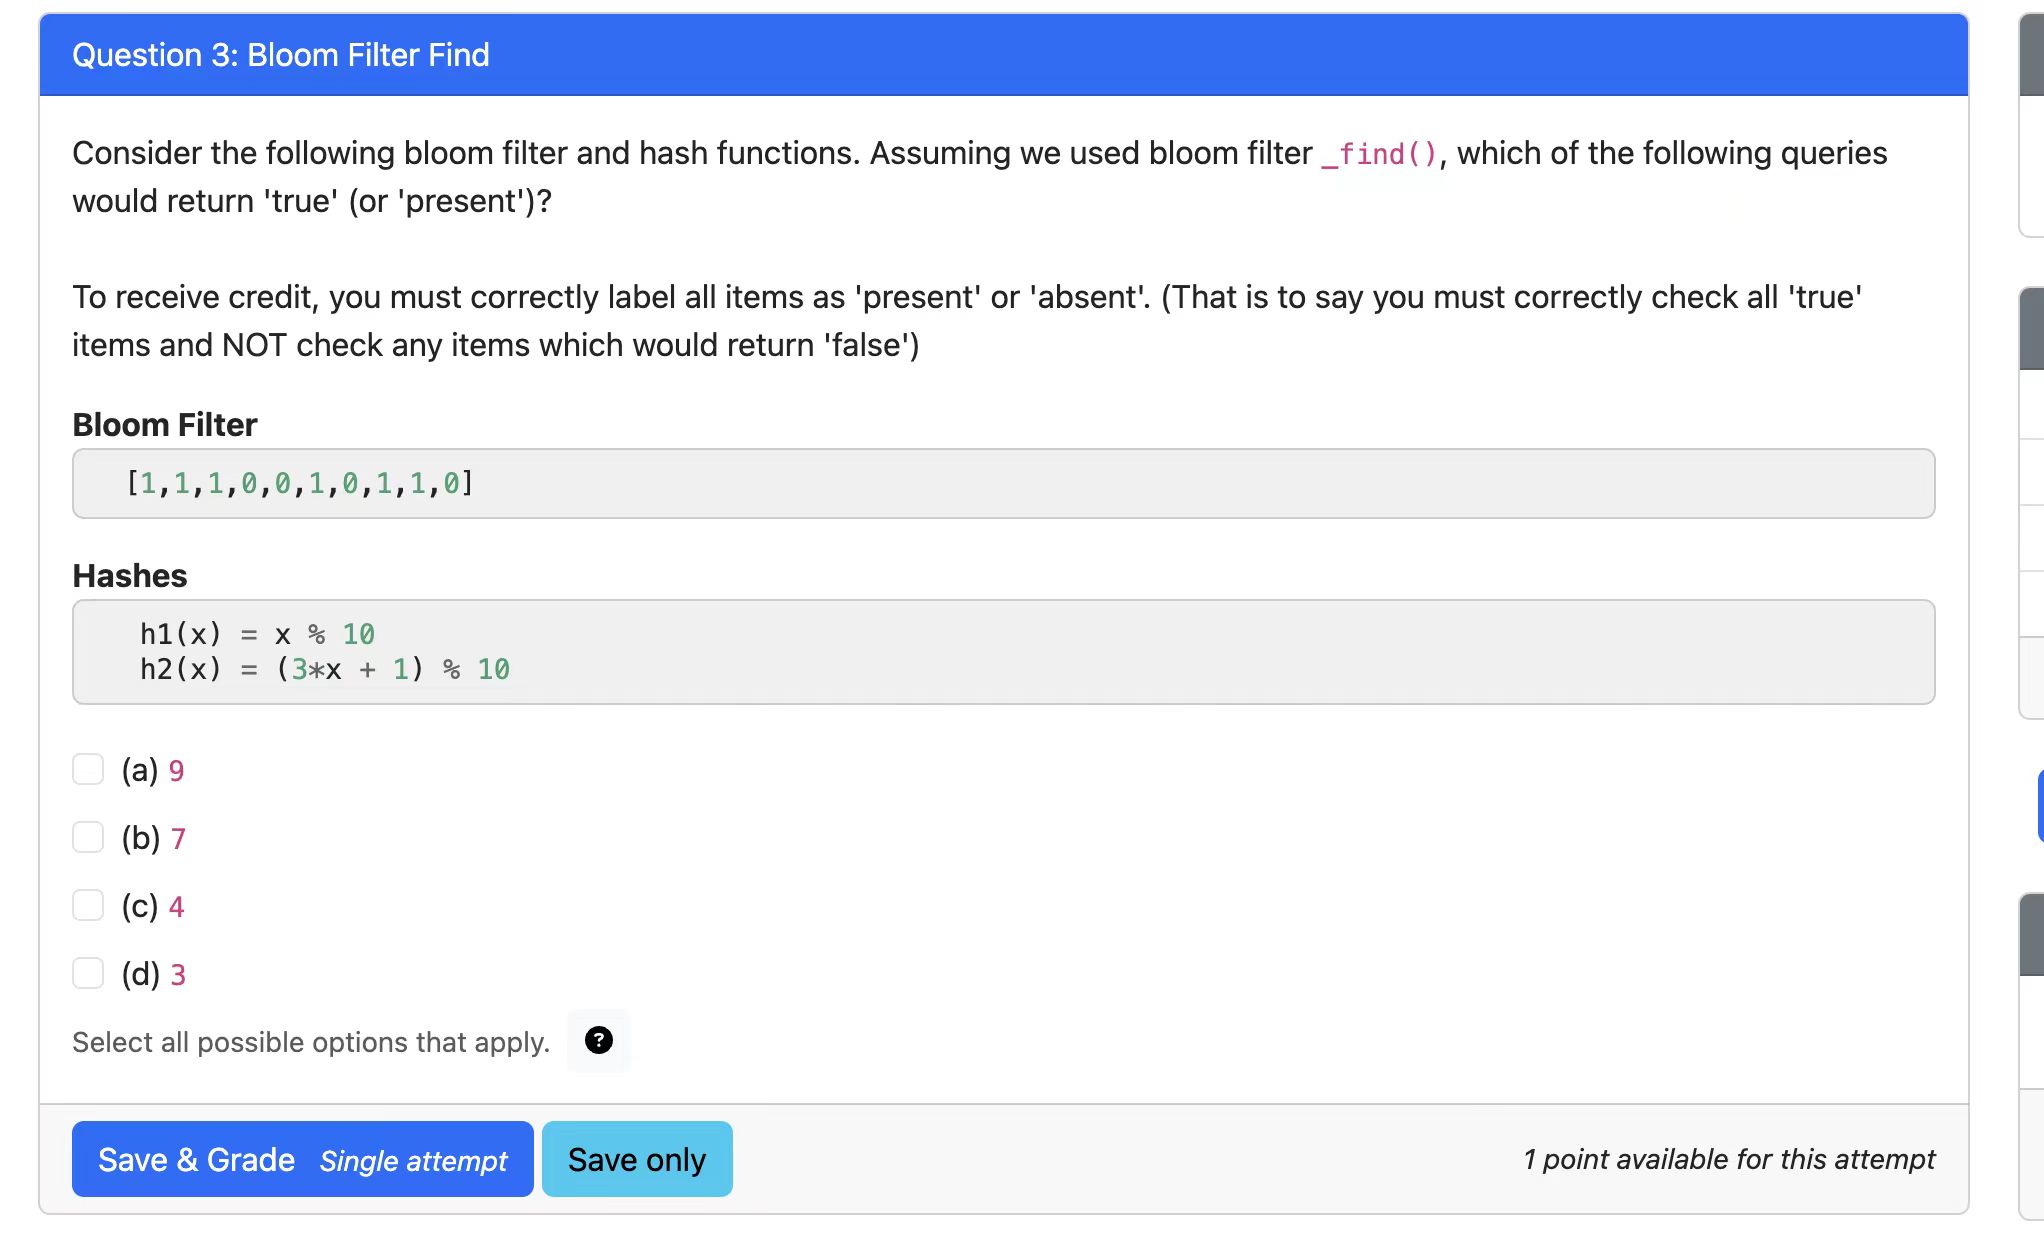 Question 3: Bloom Filter Find
Consider the following bloom filter and hash functions. Assuming we used bloom filter _find(), which of the following queries
would return 'true' (or 'present')?
To receive credit, you must correctly label all items as 'present' or 'absent'. (That is to say you must correctly check all 'true'
items and NOT check any items which would return 'false')
Bloom Filter
[1,1,1,0,0,1,0,1,1,0]
Hashes
h1(x) = x % 10
h2(x) = (3*x + 1) % 10
(a) 9
(b) 7
(c) 4
(d) 3
Select all possible options that apply. ?
Save & Grade Single attempt Save only 1 point available for this attempt